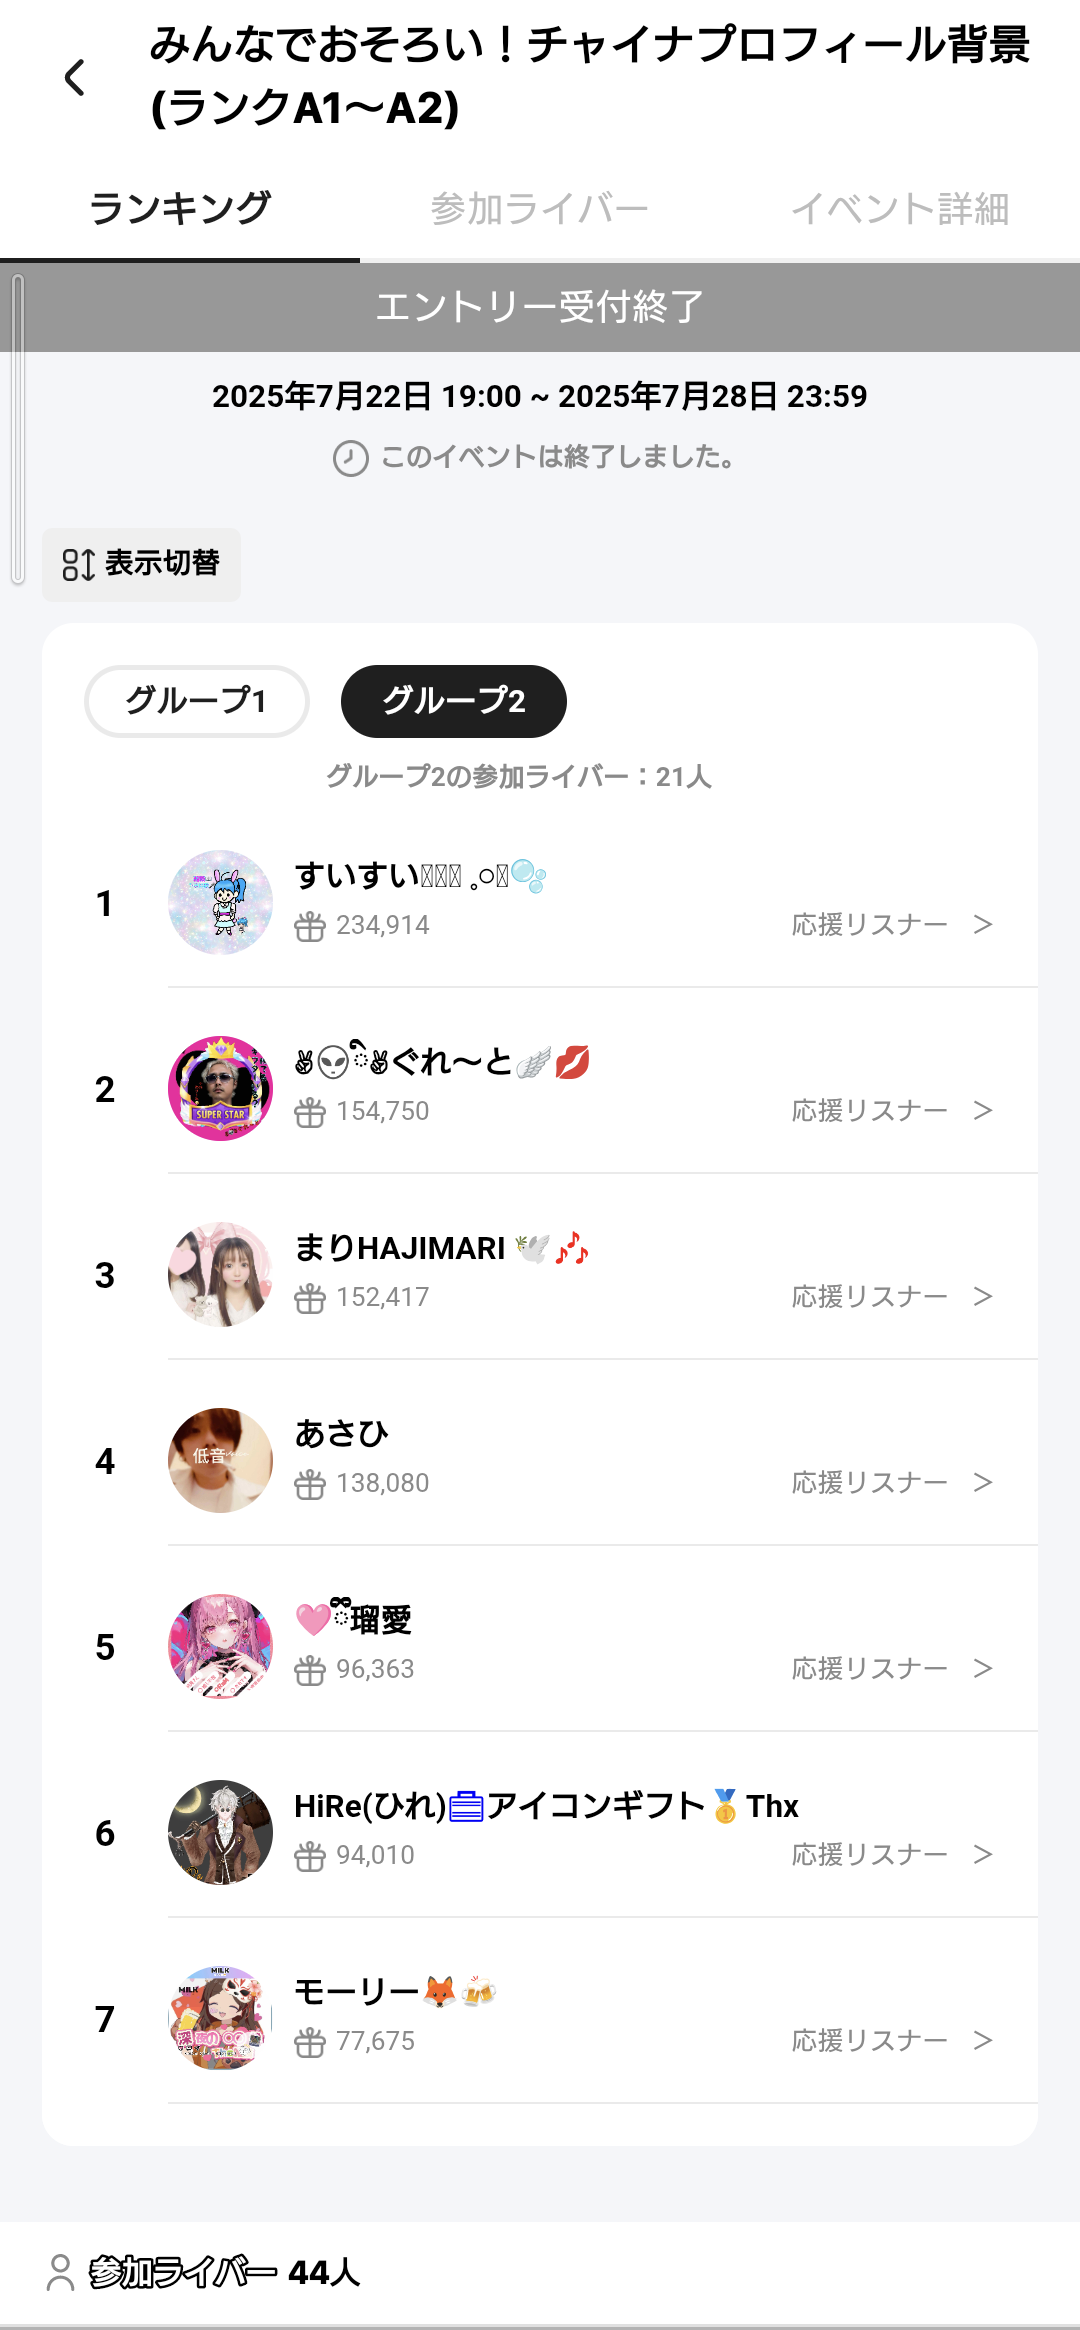 みんなでおそろい！チャイナプロフィール背景
(ランクA1～A2)
ランキング 参加ライバー イベント詳細
エントリー受付終了
2025年7月22日 19:00 ~ 2025年7月28日 23:59
このイベントは終了しました。
表示切替
グループ1 グループ2
グループ2の参加ライバー：21人
1 すいすい 🫧
234,914 応援リスナー >
2 ✌👽✌ぐれ～と🪽💋
SUPER STAR
154,750 応援リスナー >
3 まりHAJIMARI 🕊️🎶
152,417 応援リスナー >
4 あさひ
低音
138,080 応援リスナー >
5 🩷瑠愛
96,363 応援リスナー >
6 HiRe(ひれ)アイコンギフト🥇Thx
94,010 応援リスナー >
7 モーリー🦊🍻
MILK
MILK
77,675 応援リスナー >
参加ライバー 44人